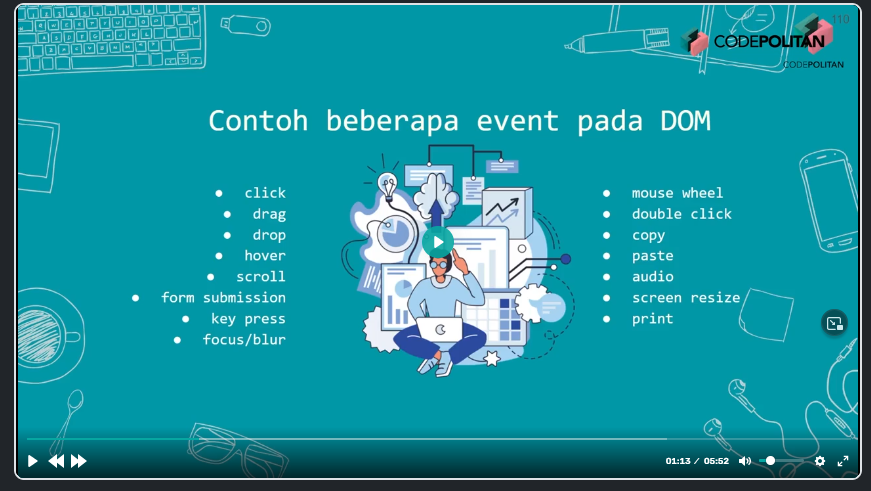 110
CODEPOLITAN
CODEPOLITAN
Contoh beberapa event pada DOM
● click
● drag
● drop
● hover
● scroll
● form submission
● key press
● focus/blur
● mouse wheel
● double click
● copy
● paste
● audio
● screen resize
● print
01:13 / 05:52